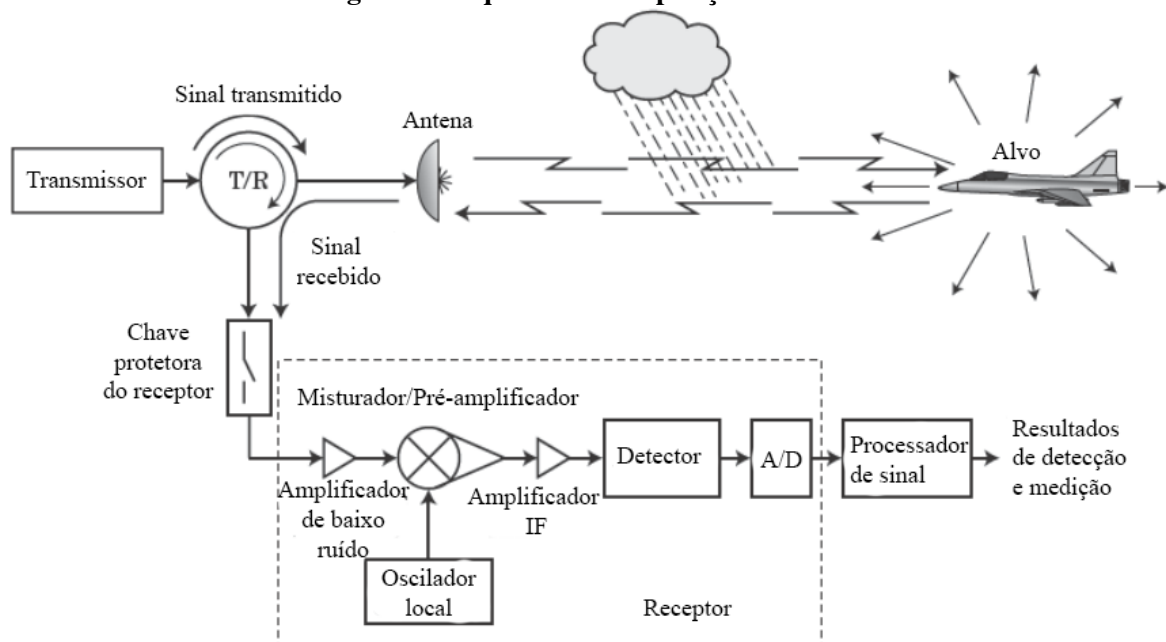 Sinal transmitido
Antena
Alvo
Transmissor
T/R
Sinal
recebido
Chave
protetora
do receptor
Misturador/Pré-amplificador
Detector
A/D
Processador
de sinal
Resultados
de detecção
e medição
Amplificador
de baixo
ruído
Amplificador
IF
Oscilador
local
Receptor